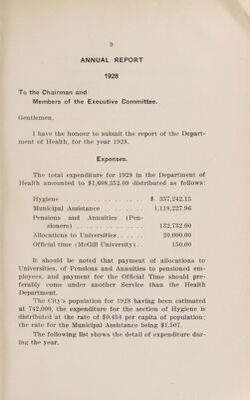 9
ANNUAL REPORT
1928
To the Chairman and
Members of the Executive Committee.
Gentlemen,
I have the honour to submit the report of the Depart-
ment of Health, for the year 1928.
Expenses.
The total expenditure for 1928 in the Department of
Health amounted to $1,608,352.00 distributed as follows:
Hygiene . . . . . . . . . . . . . . . . . . $ 337,242.15
Municipal Assistance . . . . . . . . 1,118,227.96
Pensions and Annuities (Pen-
sioners) . . . . . . . . . . . . . . 132,732.00
Allocations to Universities . . . . . . 20,000.00
Official time (McGill University) . . 150.00
It should be noted that payment of allocations to
Universities, of Pensions and Annuities to pensioned em-
ployees, and payment for the Official Time should pre-
ferably come under another Service than the Health
Department.
The City's population for 1928 having been estimated
at 742,000, the expenditure for the section of Hygiene is
distributed at the rate of $0.454 per capita of population;
the rate for the Municipal Assistance being $1.507.
The following list shows the detail of expenditure dur-
ing the year.